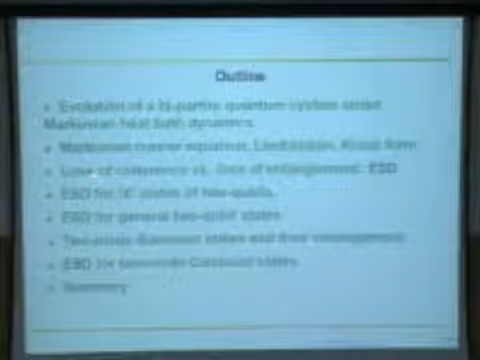 Outline
• Evolution of a bi-partite quantum system under
Markovian heat bath dynamics
• Markovian master equation, Lindbladian, Kraus form
• Loss of coherence vs. loss of entanglement: ESD
• ESD for 'X' states of two-qubits.
• ESD for general two-qubit states
• Two-mode Gaussian states and their entanglement
• ESD for two-mode Gaussian states
• Summary